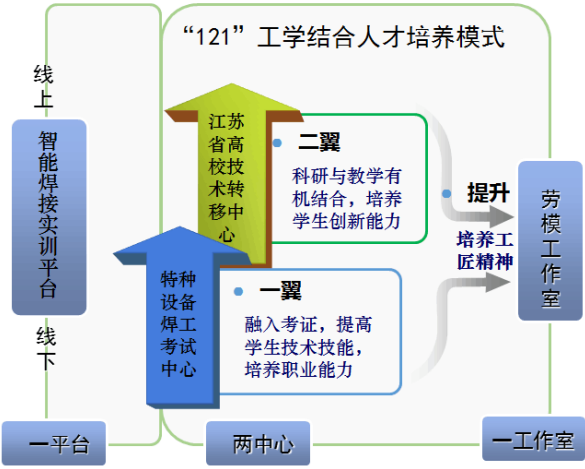 “121”工学结合人才培养模式
线上
智能焊接实训平台
线下
江苏
省高
校技
术转
移中
心
二翼
科研与教学有
机结合，培养
学生创新能力
特种
设备
焊工
考试
中心
一翼
融入考证，提高
学生技术技能，
培养职业能力
提升
培养工
匠精神
劳模工作室
一平台
两中心
一工作室